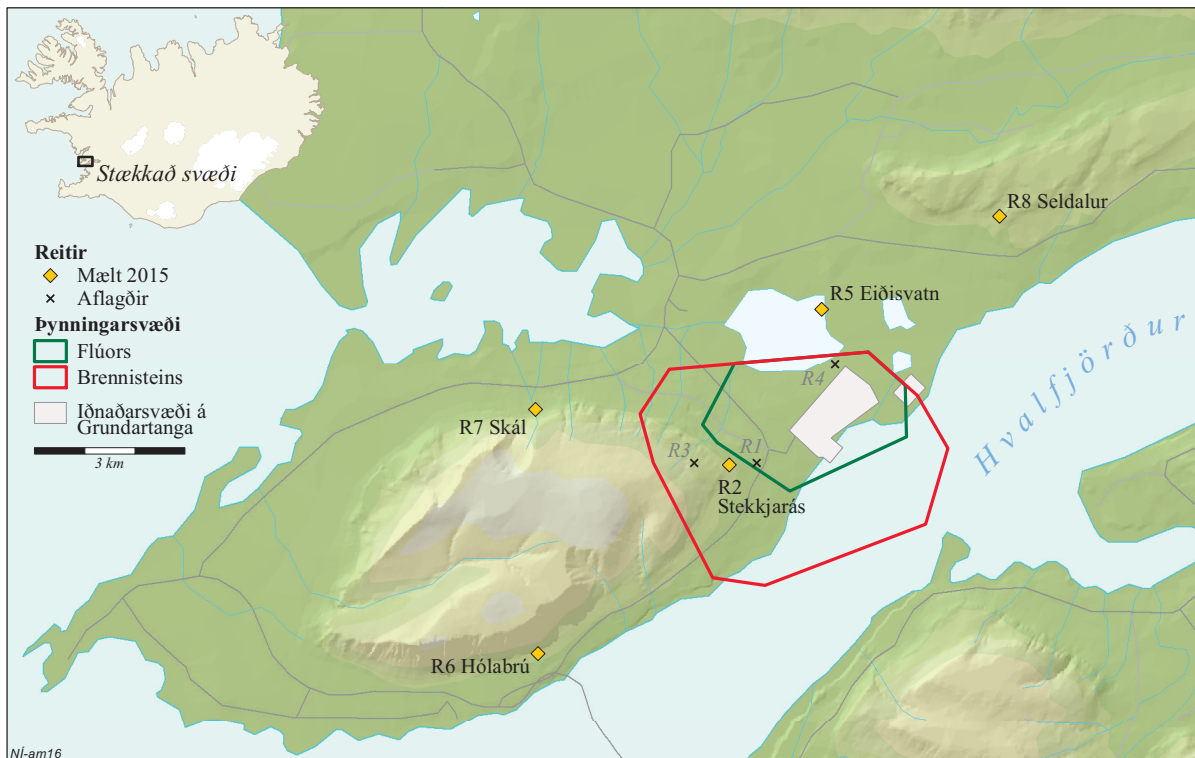 Stækkað svæði
Reitir
Mælt 2015
Aflagðir
Þynningarsvæði
Flúors
Brennisteins
Iðnaðarsvæði á
Grundartanga
3 km
R8 Seldalur
R5 Eiðisvatn
R4
R7 Skál
R3
R1
R2
Stekkjarás
R6 Hólabrú
Hvalfjörður
NÍ-am16